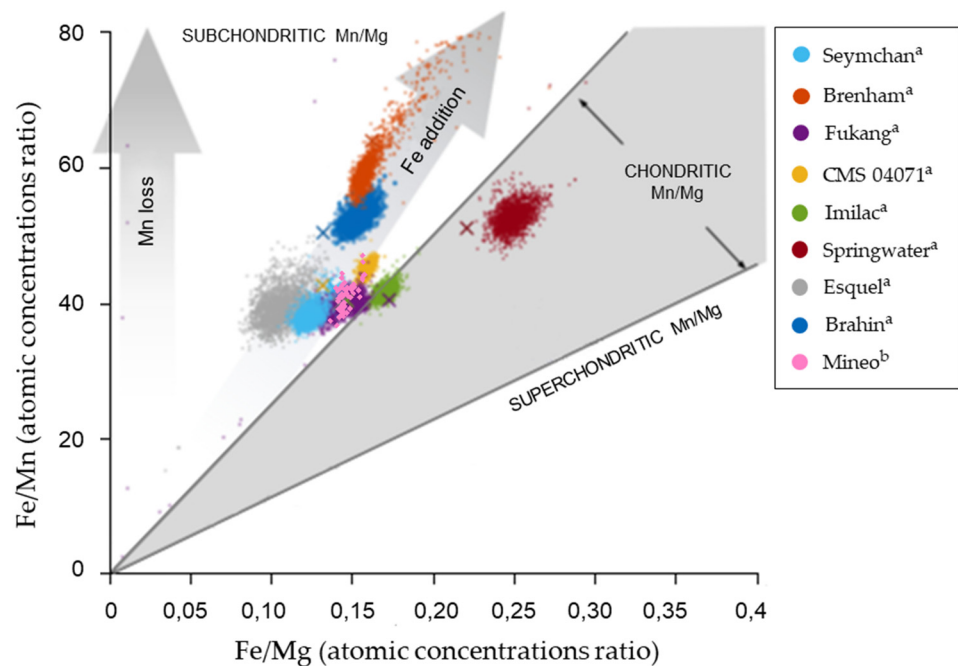 80
60
40
20
0
Fe/Mn (atomic concentrations ratio)
SUBCHONDRITIC Mn/Mg
Mn loss
Fe addition
CHONDRITIC
Mn/Mg
SUPERCHONDRITIC Mn/Mg
0
0,05
0,10
0,15
0,20
0,25
0,30
0,35
0,4
Fe/Mg (atomic concentrations ratio)
Seymchanᵃ
Brenhamᵃ
Fukangᵃ
CMS 04071ᵃ
Imilacᵃ
Springwaterᵃ
Esquelᵃ
Brahinᵃ
Mineoᵇ